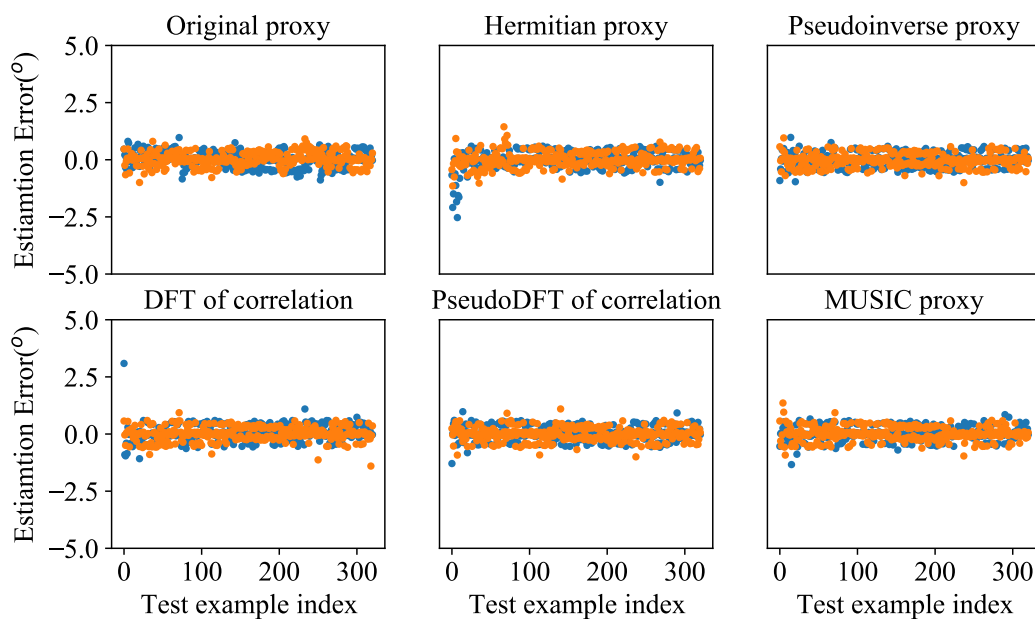 Original proxy Hermitian proxy Pseudoinverse proxy
Estiamtion Error(°)
5.0
2.5
0.0
−2.5
−5.0
DFT of correlation PseudoDFT of correlation MUSIC proxy
Estiamtion Error(°)
5.0
2.5
0.0
−2.5
−5.0
0 100 200 300 0 100 200 300 0 100 200 300
Test example index Test example index Test example index